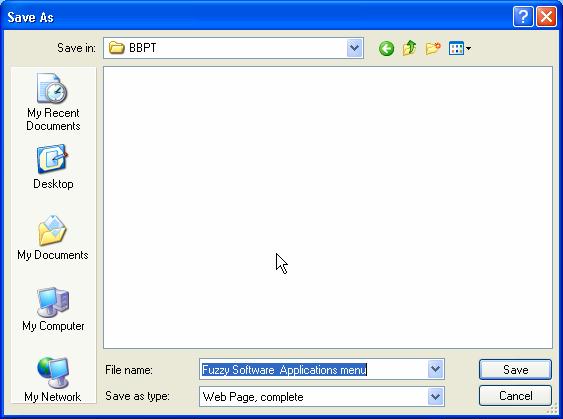 Save As
Save in: BBPT
My Recent
Documents
Desktop
My Documents
My Computer
My Network
File name: Fuzzy Software  Applications menu Save
Save as type: Web Page, complete Cancel